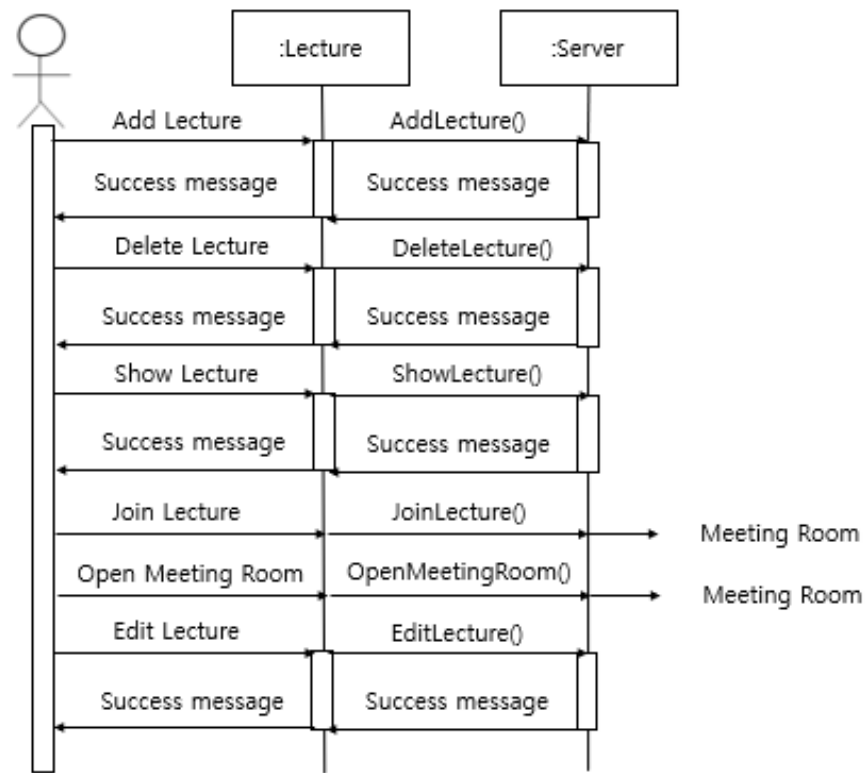 :Lecture :Server
Add Lecture AddLecture()
Success message Success message
Delete Lecture DeleteLecture()
Success message Success message
Show Lecture ShowLecture()
Success message Success message
Join Lecture JoinLecture() Meeting Room
Open Meeting Room OpenMeetingRoom() Meeting Room
Edit Lecture EditLecture()
Success message Success message